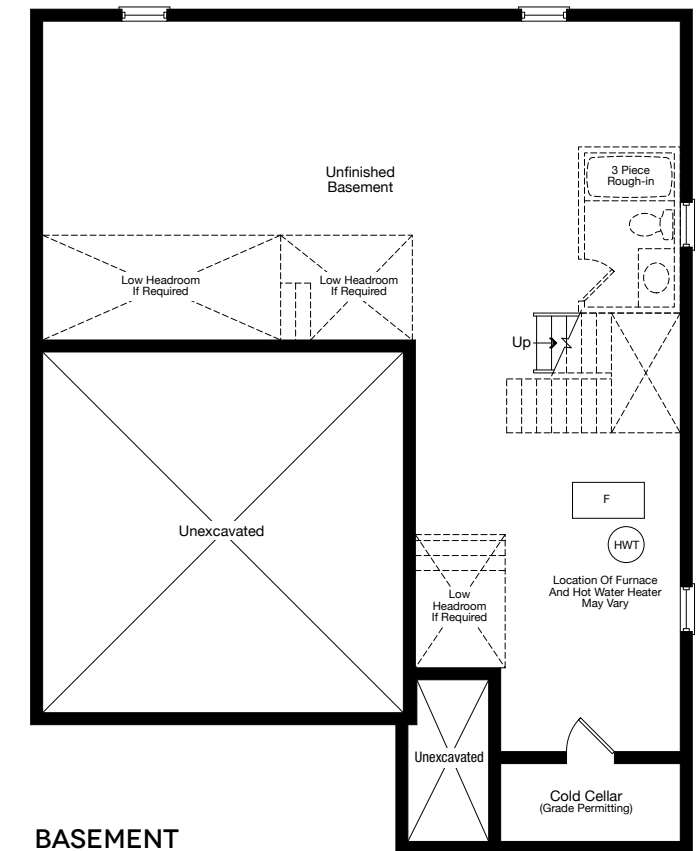 3 Piece
Rough-in
Unfinished
Basement
Low Headroom
If Required
Low Headroom
If Required
Up
Unexcavated
F
HWT
Location Of Furnace
And Hot Water Heater
May Vary
Low
Headroom
If Required
Unexcavated
Cold Cellar
(Grade Permitting)
BASEMENT